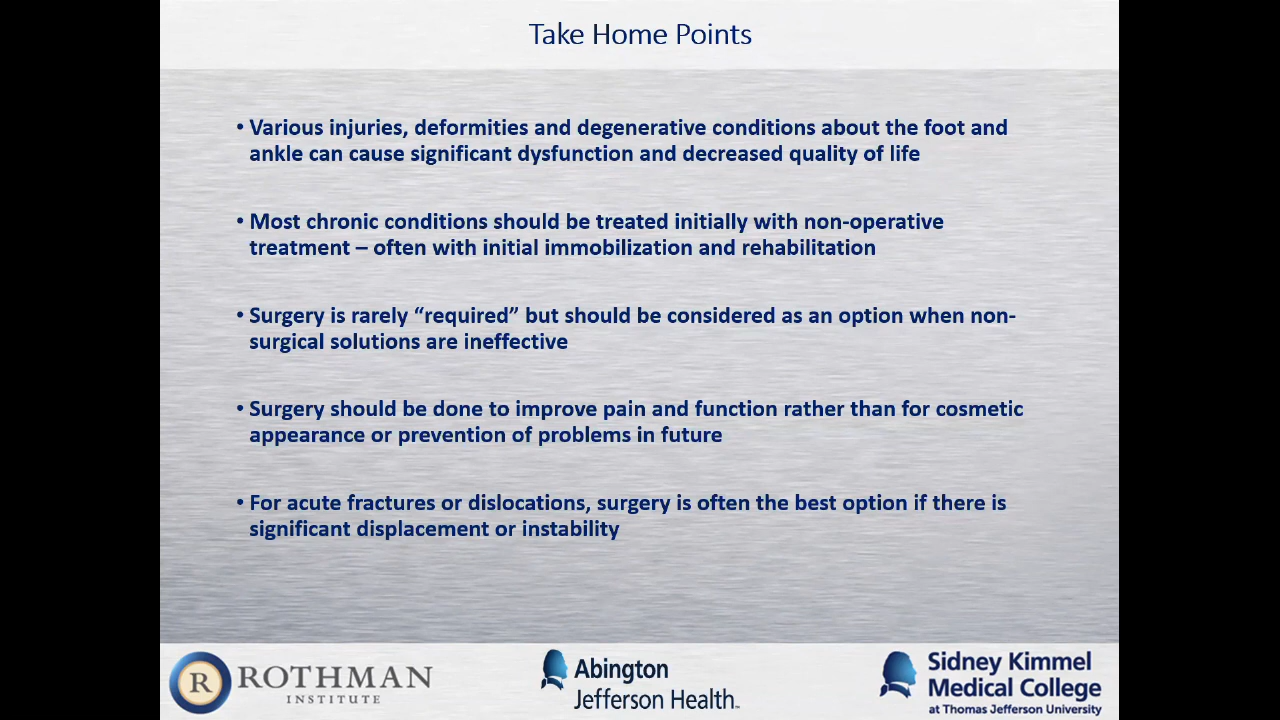 Take Home Points
• Various injuries, deformities and degenerative conditions about the foot and
ankle can cause significant dysfunction and decreased quality of life
• Most chronic conditions should be treated initially with non-operative
treatment – often with initial immobilization and rehabilitation
• Surgery is rarely “required” but should be considered as an option when non-
surgical solutions are ineffective
• Surgery should be done to improve pain and function rather than for cosmetic
appearance or prevention of problems in future
• For acute fractures or dislocations, surgery is often the best option if there is
significant displacement or instability
R ROTHMAN
INSTITUTE
Abington
Jefferson Health™
Sidney Kimmel
Medical College
at Thomas Jefferson University